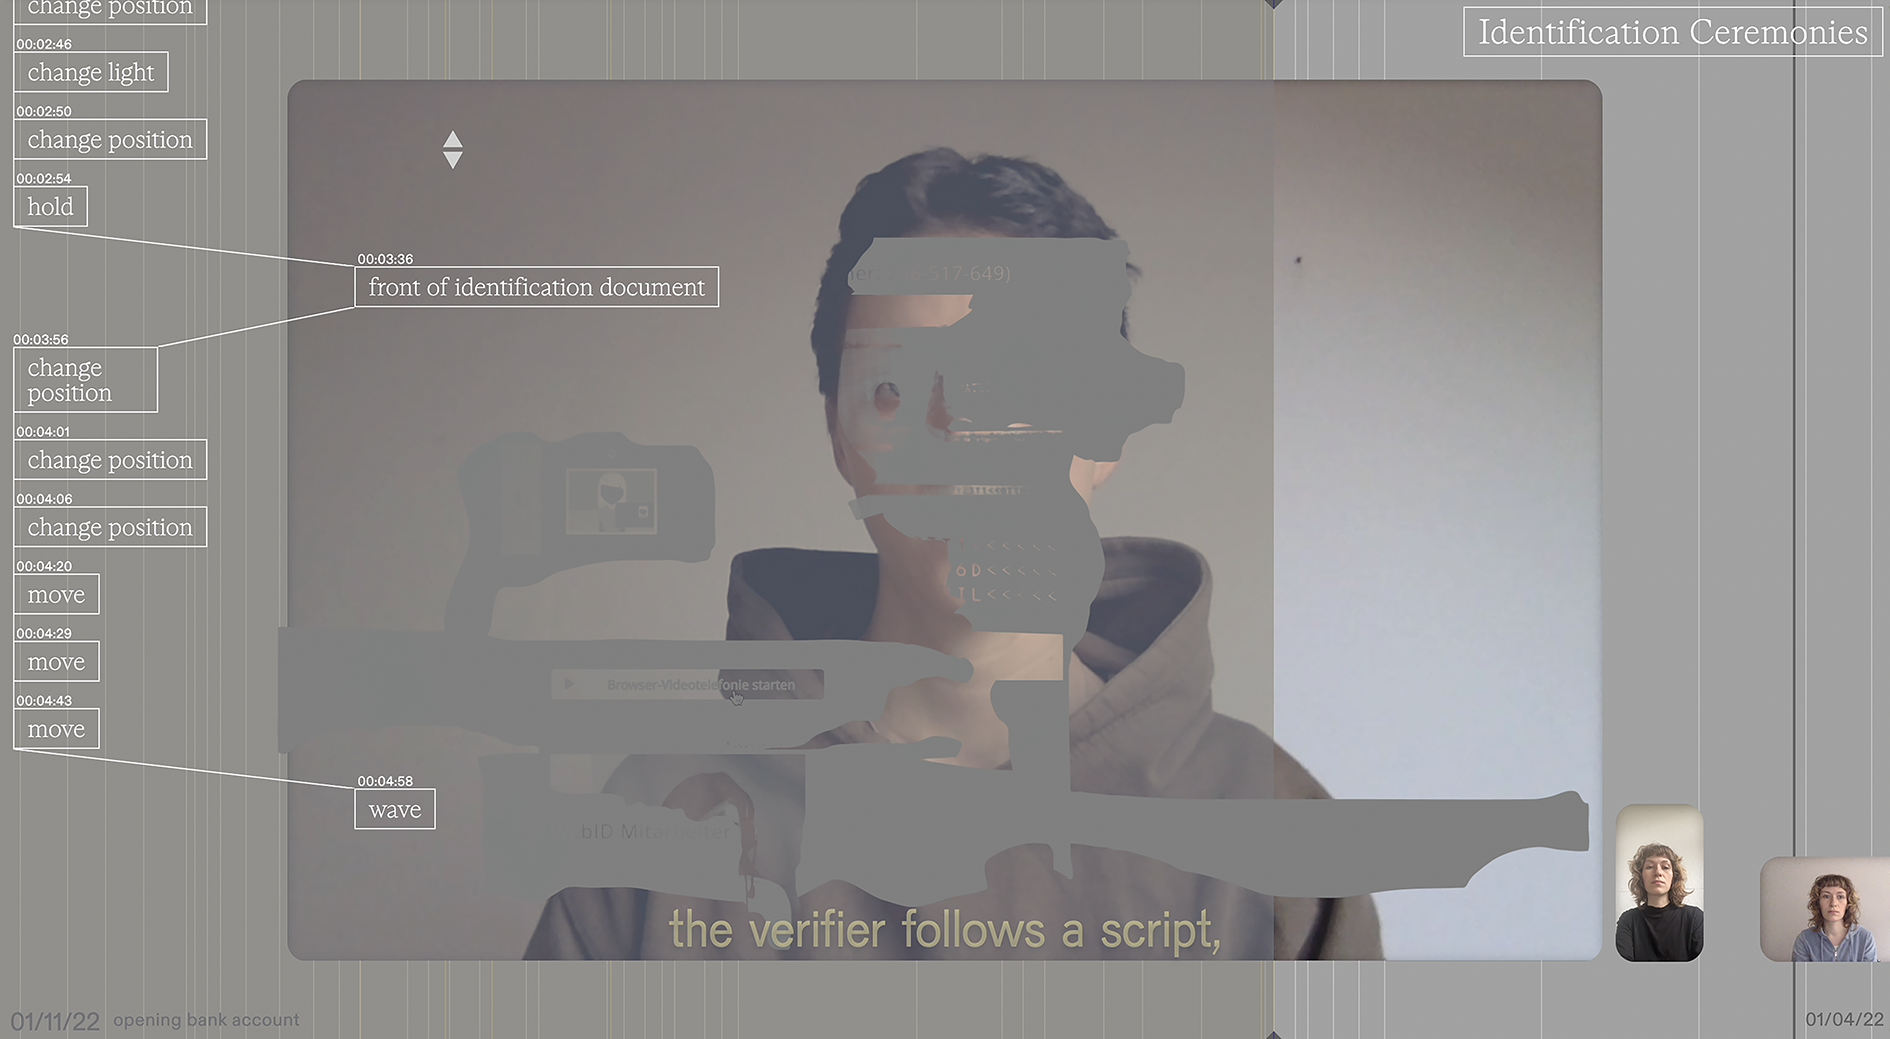 change position
Identification Ceremonies
00:02:46
change light
00:02:50
change position
00:02:54
hold
00:03:36
front of identification document
517-649)
00:03:56
change
position
00:04:01
change position
00:04:06
change position
00:04:20
move
OD<<<<<
IL<<<<<
00:04:29
move
Browser-Videotelefonie starten
00:04:43
move
00:04:58
wave
bID Mitarbeiter
the verifier follows a script,
01/11/22 opening bank account
01/04/22